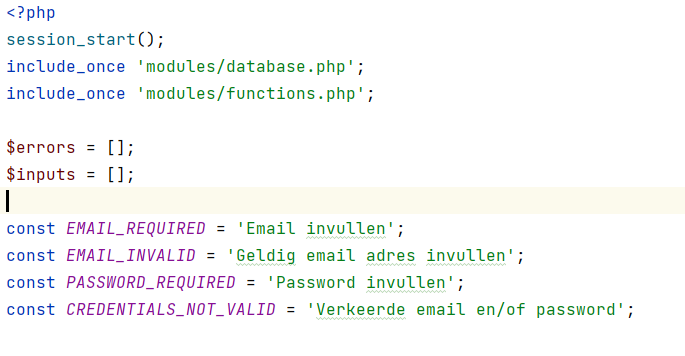 <?php
session_start();
include_once 'modules/database.php';
include_once 'modules/functions.php';
$errors = [];
$inputs = [];
const EMAIL_REQUIRED = 'Email invullen';
const EMAIL_INVALID = 'Geldig email adres invullen';
const PASSWORD_REQUIRED = 'Password invullen';
const CREDENTIALS_NOT_VALID = 'Verkeerde email en/of password';